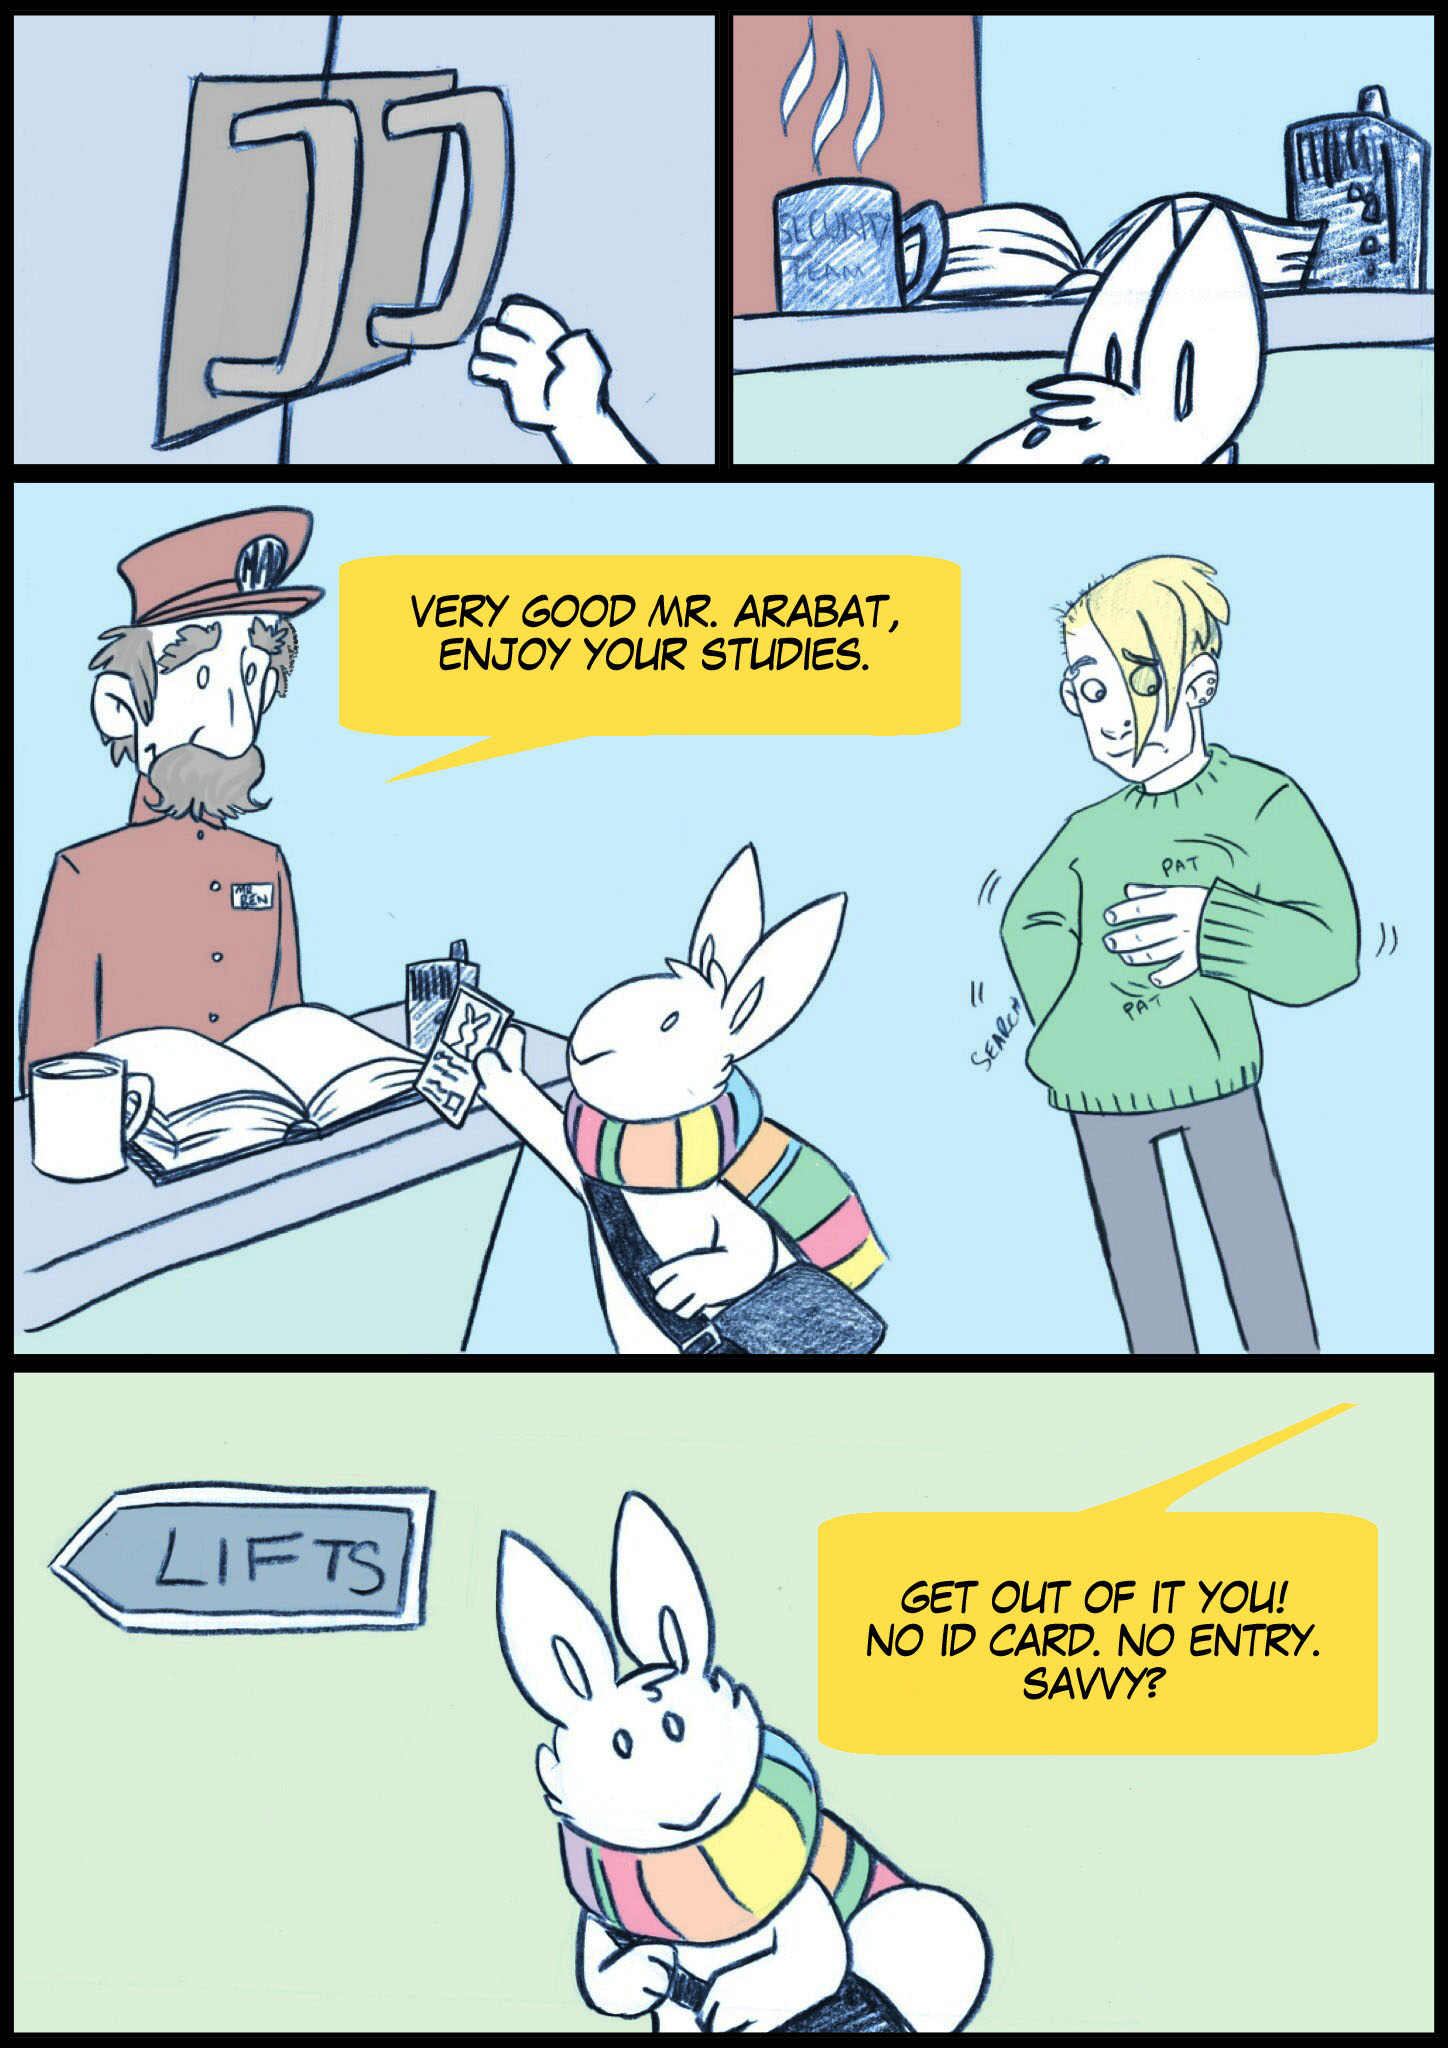 SECURITY
TEAM
VERY GOOD MR. ARABAT,
ENJOY YOUR STUDIES.
MR
BEN
PAT
PAT
SEARCH
LIFTS
GET OUT OF IT YOU!
NO ID CARD. NO ENTRY.
SAVVY?